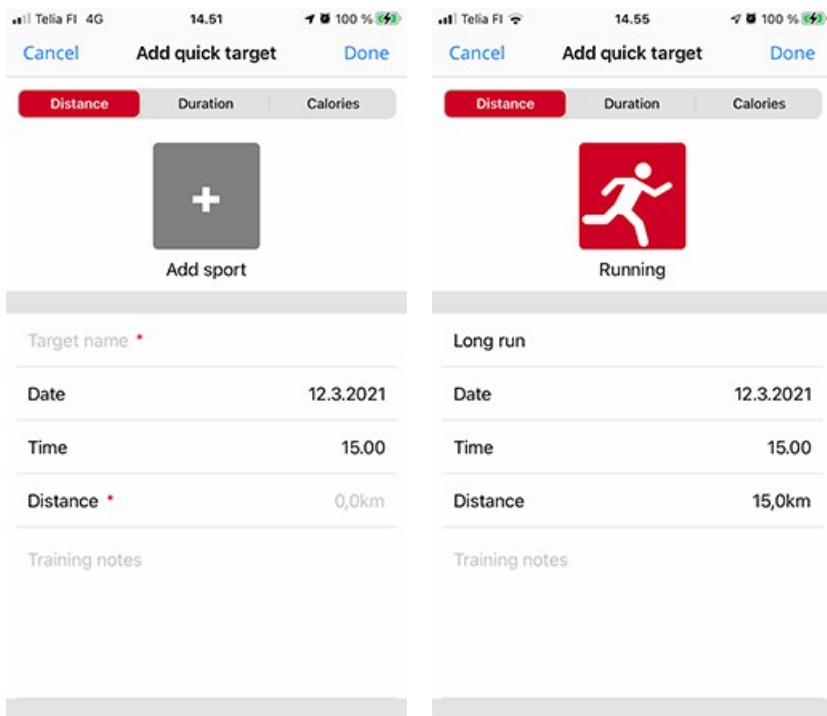 Telia FI 4G 14.51 100 %
Cancel Add quick target Done
Distance Duration Calories
+
Add sport
Target name *
Date 12.3.2021
Time 15.00
Distance * 0,0km
Training notes
Telia FI 14.55 100 %
Cancel Add quick target Done
Distance Duration Calories
Running
Long run
Date 12.3.2021
Time 15.00
Distance 15,0km
Training notes